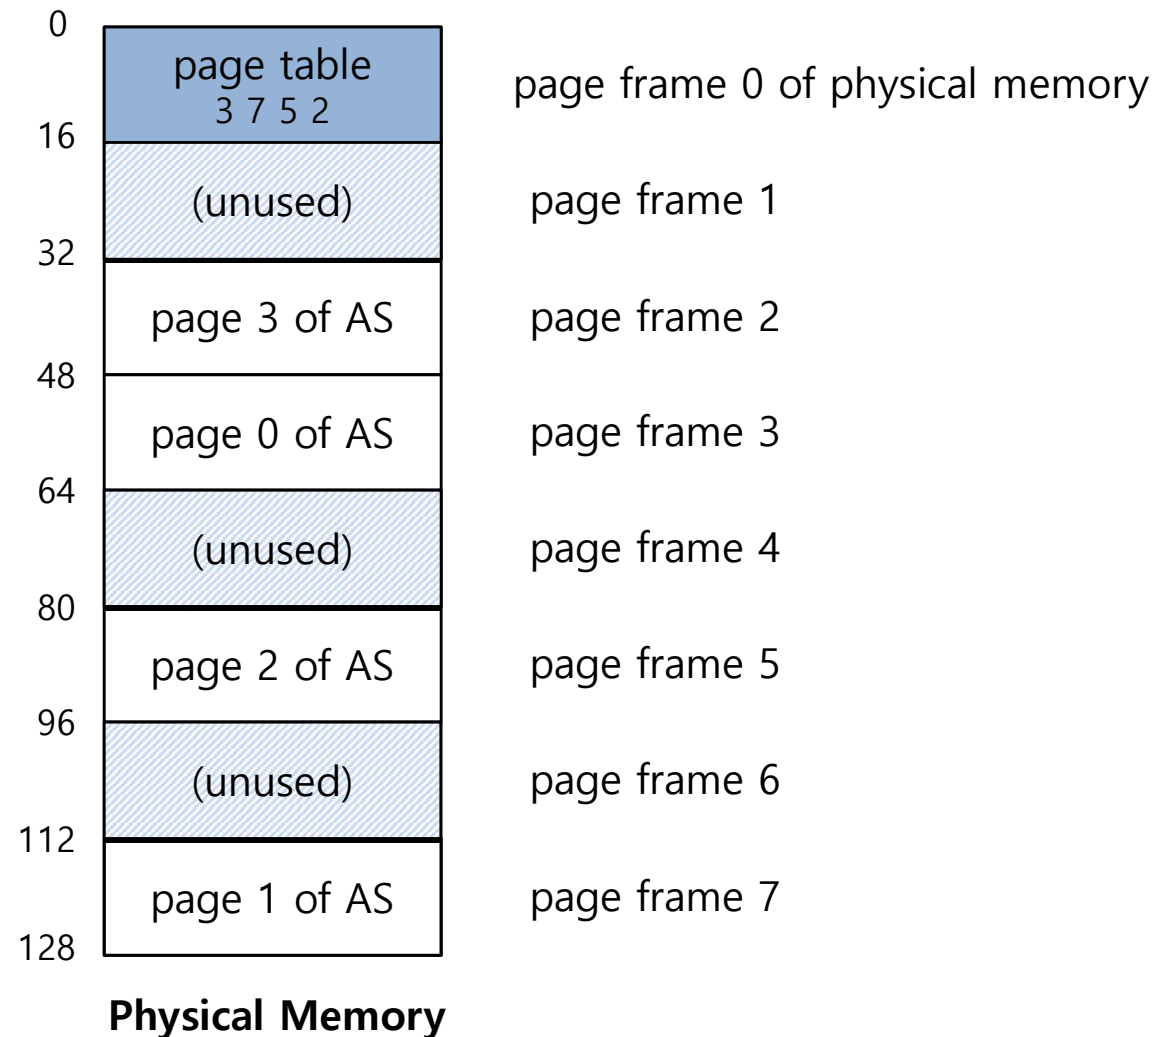 0
page table
3 7 5 2
page frame 0 of physical memory
16
(unused)
page frame 1
32
page 3 of AS
page frame 2
48
page 0 of AS
page frame 3
64
(unused)
page frame 4
80
page 2 of AS
page frame 5
96
(unused)
page frame 6
112
page 1 of AS
page frame 7
128
Physical Memory